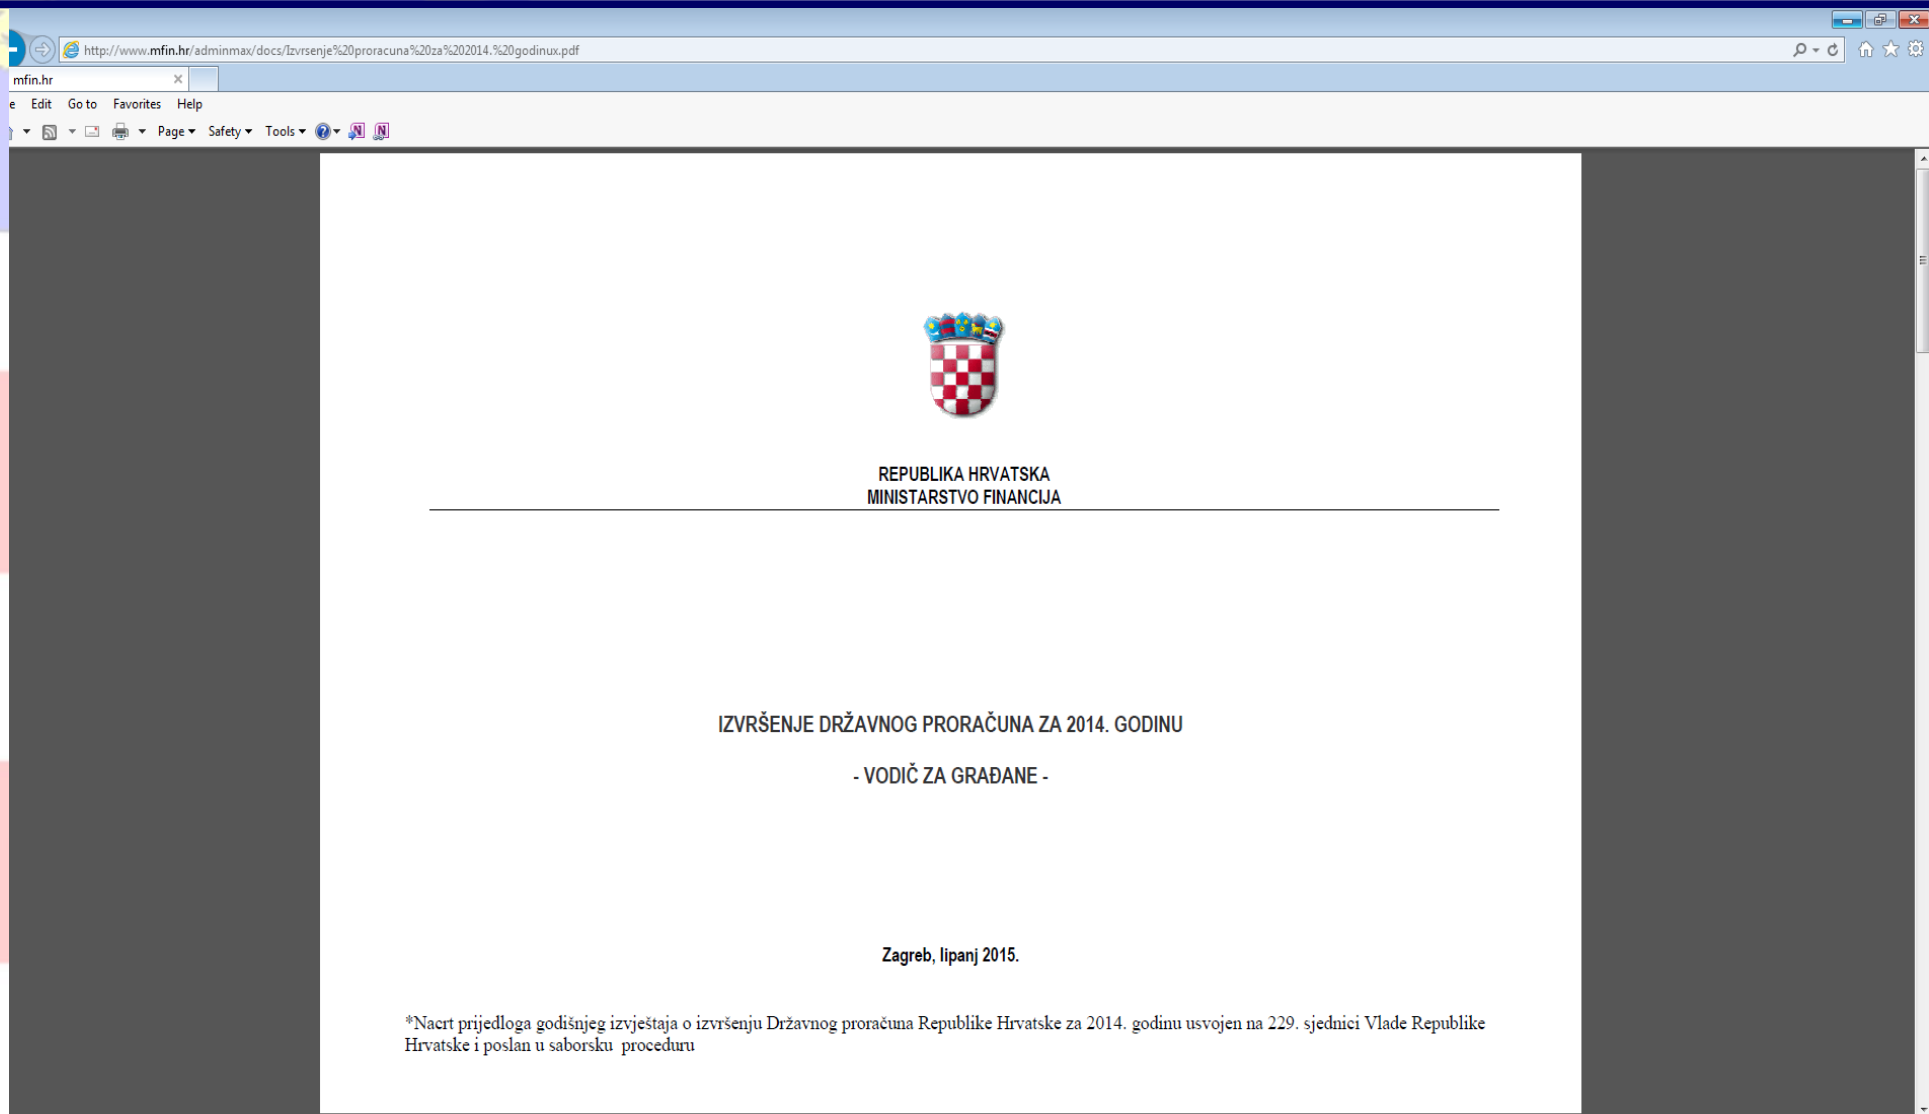 http://www.mfin.hr/adminmax/docs/Izvrsenje%20proracuna%20za%202014.%20godinux.pdf
mfin.hr
e Edit Go to Favorites Help
Page Safety Tools
REPUBLIKA HRVATSKA
MINISTARSTVO FINANCIJA
IZVRŠENJE DRŽAVNOG PRORAČUNA ZA 2014. GODINU
- VODIČ ZA GRAĐANE -
Zagreb, lipanj 2015.
*Nacrt prijedloga godišnjeg izvještaja o izvršenju Državnog proračuna Republike Hrvatske za 2014. godinu usvojen na 229. sjednici Vlade Republike
Hrvatske i poslan u saborsku proceduru